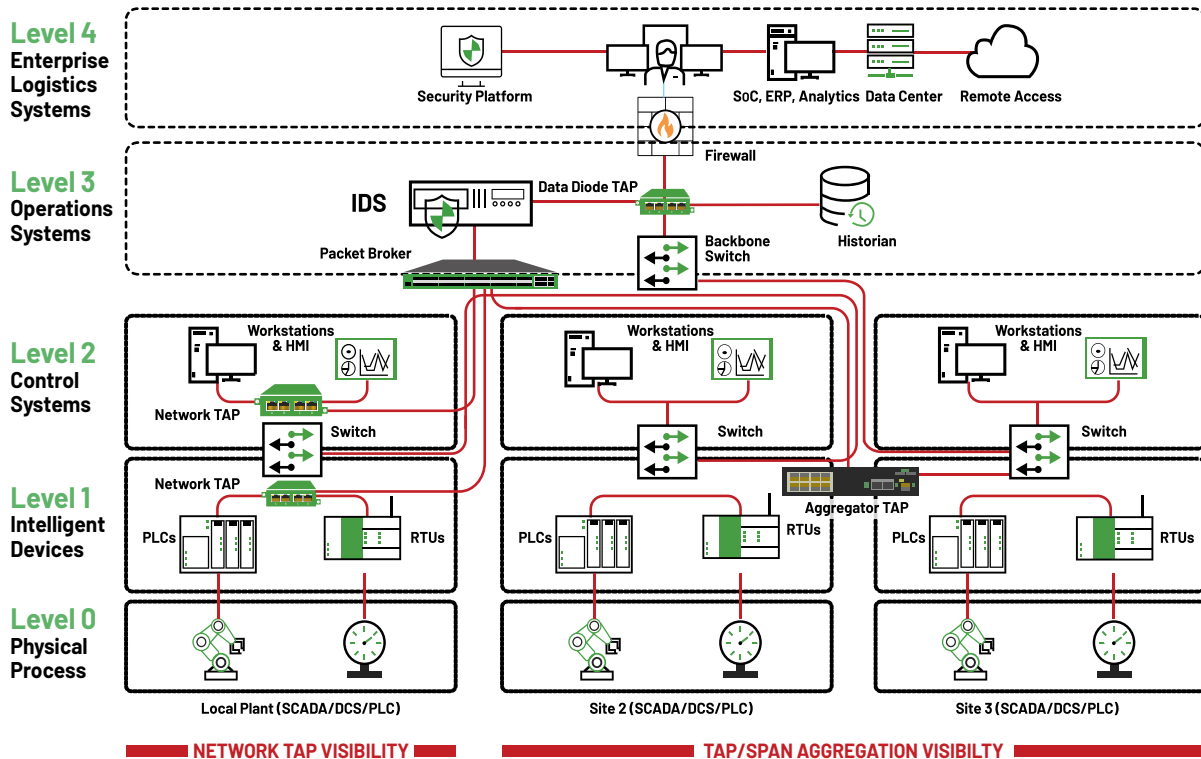 Level 4
Enterprise
Logistics
Systems
Security Platform
SoC, ERP, Analytics
Data Center
Remote Access
Firewall
Level 3
Operations
Systems
IDS
Data Diode TAP
Packet Broker
Backbone
Switch
Historian
Level 2
Control
Systems
Workstations
& HMI
Network TAP
Switch
Workstations
& HMI
Switch
Workstations
& HMI
Switch
Level 1
Intelligent
Devices
Network TAP
PLCs
RTUs
PLCs
RTUs
Aggregator TAP
PLCs
RTUs
Level 0
Physical
Process
Local Plant (SCADA/DCS/PLC)
Site 2 (SCADA/DCS/PLC)
Site 3 (SCADA/DCS/PLC)
NETWORK TAP VISIBILITY
TAP/SPAN AGGREGATION VISIBILTY